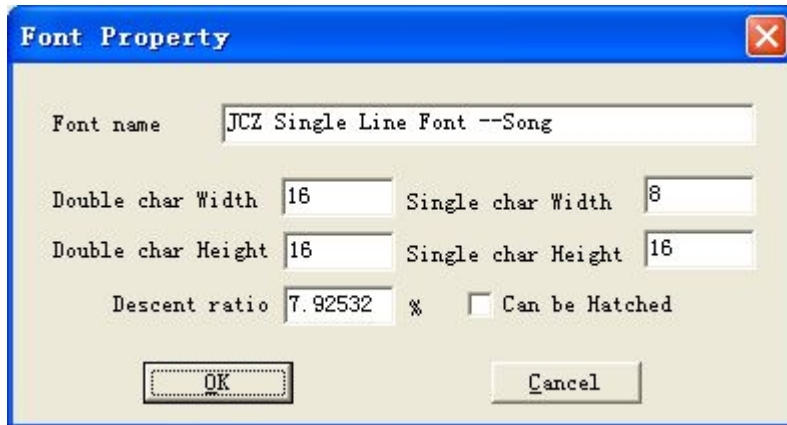 Font Property
Font name JCZ Single Line Font --Song
Double char Width 16 Single char Width 8
Double char Height 16 Single char Height 16
Descent ratio 7.92532 % Can be Hatched
OK Cancel